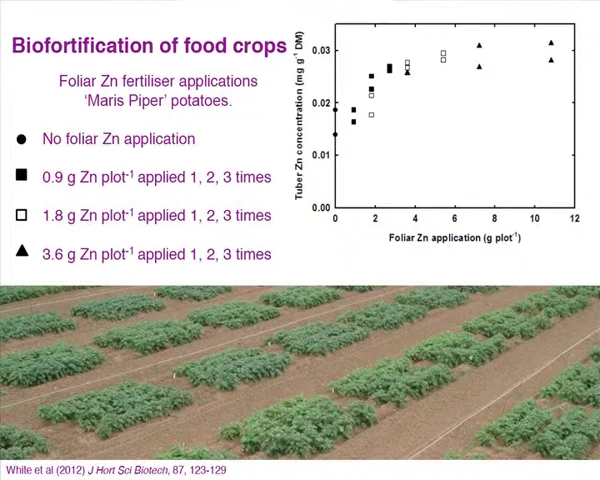 Biofortification of food crops
Foliar Zn fertiliser applications
‘Maris Piper’ potatoes.
No foliar Zn application
0.9 g Zn plot⁻¹ applied 1, 2, 3 times
1.8 g Zn plot⁻¹ applied 1, 2, 3 times
3.6 g Zn plot⁻¹ applied 1, 2, 3 times
Tuber Zn concentration (mg g⁻¹ DM)
0.03
0.02
0.01
0.00
0 2 4 6 8 10 12
Foliar Zn application (g plot⁻¹)
White et al (2012) J Hort Sci Biotech, 87, 123-129